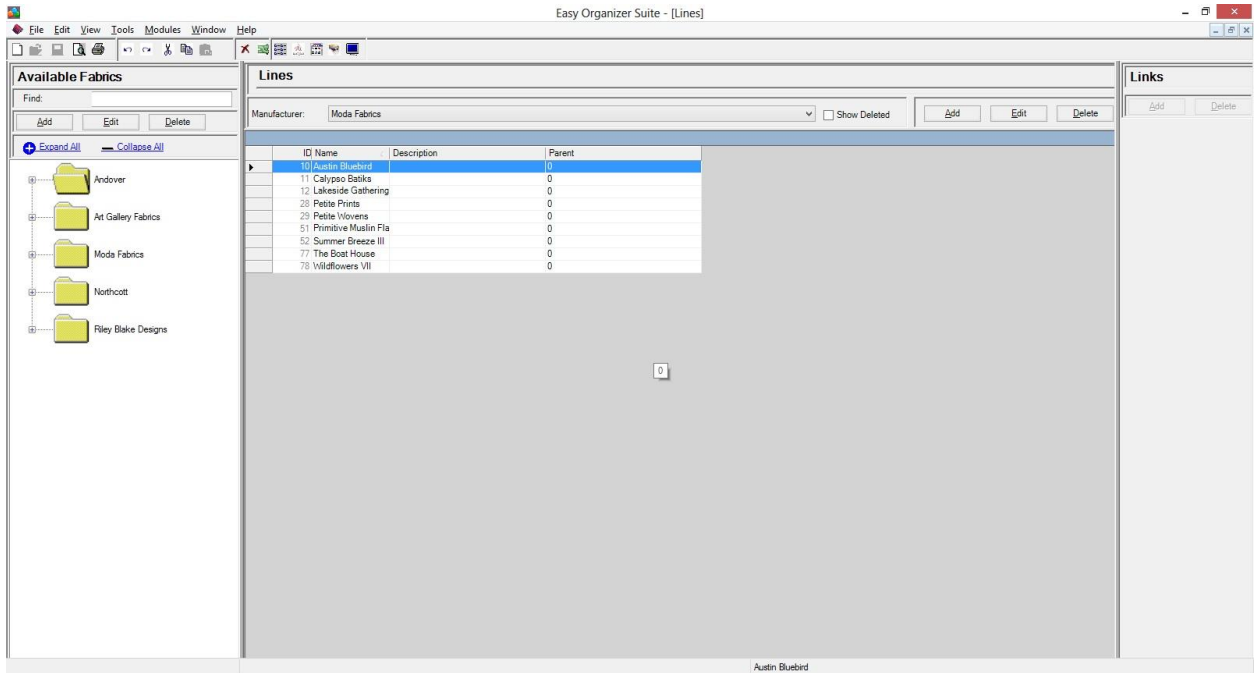 Easy Organizer Suite - [Lines]
File Edit View Tools Modules Window Help
Available Fabrics
Find:
Add Edit Delete
Expand All Collapse All
Andover
Art Gallery Fabrics
Moda Fabrics
Northcott
Riley Blake Designs
Lines
Manufacturer: Moda Fabrics Show Deleted Add Edit Delete
ID Name Description Parent
10 Austin Bluebird 0
11 Calypso Batiks 0
12 Lakeside Gathering 0
28 Petite Prints 0
29 Petite Wovens 0
51 Primitive Muslin Fla 0
52 Summer Breeze III 0
77 The Boat House 0
78 Wildflowers VII 0
0
Links
Add Delete
Austin Bluebird